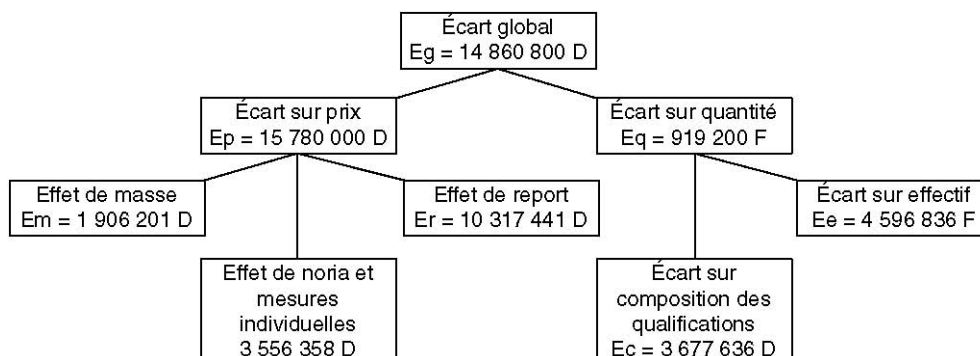 Écart global
Eg = 14 860 800 D
Écart sur prix
Ep = 15 780 000 D
Écart sur quantité
Eq = 919 200 F
Effet de masse
Em = 1 906 201 D
Effet de report
Er = 10 317 441 D
Écart sur effectif
Ee = 4 596 836 F
Effet de noria et
mesures
individuelles
3 556 358 D
Écart sur
composition des
qualifications
Ec = 3 677 636 D